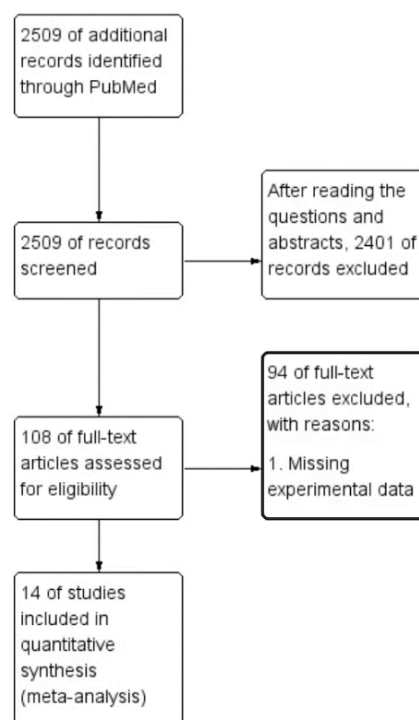 2509 of additional
records identified
through PubMed
After reading the
questions and
abstracts, 2401 of
records excluded
2509 of records
screened
94 of full-text
articles excluded,
with reasons:
1. Missing
experimental data
108 of full-text
articles assessed
for eligibility
14 of studies
included in
quantitative
synthesis
(meta-analysis)